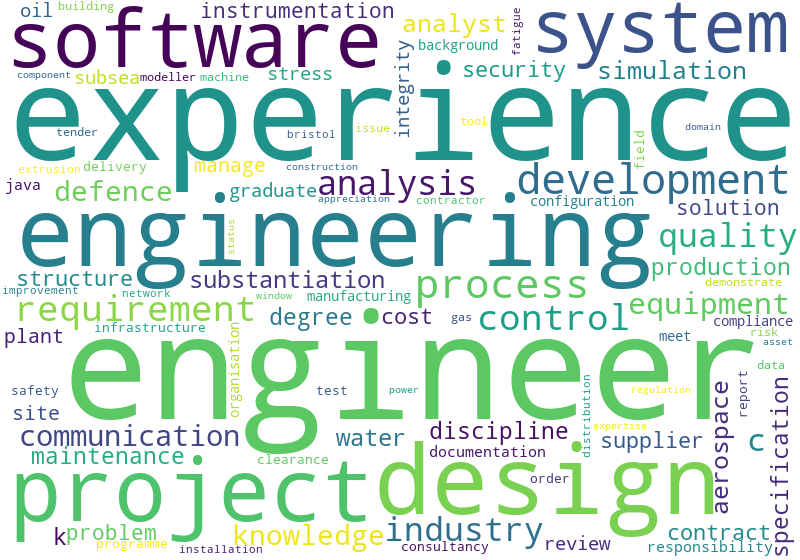 oil
building
instrumentation
software
analyst
background
fatigue
system
component
subsea
modeller
machine
stress
integrity
security
simulation
experience
tender
bristol
issue
tool
domain
extrusion
delivery
manage
construction
field
java
defence
graduate
analysis
appreciation
contractor
development
configuration
solution
engineering
status
quality
structure
substantiation
process
production
improvement
network
window
manufacturing
demonstrate
requirement
degree
cost
gas
control
equipment
compliance
plant
infrastructure
organisation
meet
risk
asset
engineer
data
safety
test
power
distribution
regulation
report
site
expertise
aerospace
specification
communication
water
discipline
supplier
c
maintenance
clearance
documentation
project
design
order
k
problem
programme
knowledge
industry
review
contract
installation
consultancy
responsibility